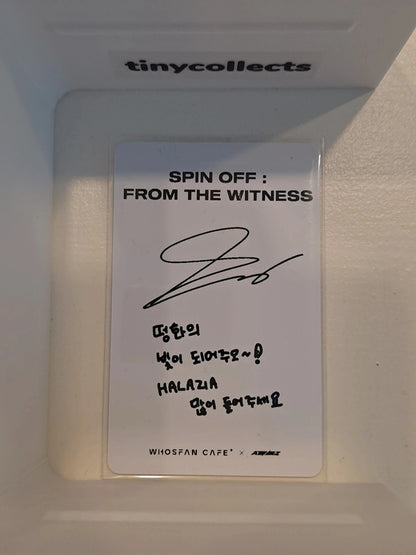 tinycollects
SPIN OFF :
FROM THE WITNESS
떵화의
빛이 되어주오~!
HALAZIA
많이 들어주세요
WHOSFAN CAFE+ × ATEEZ